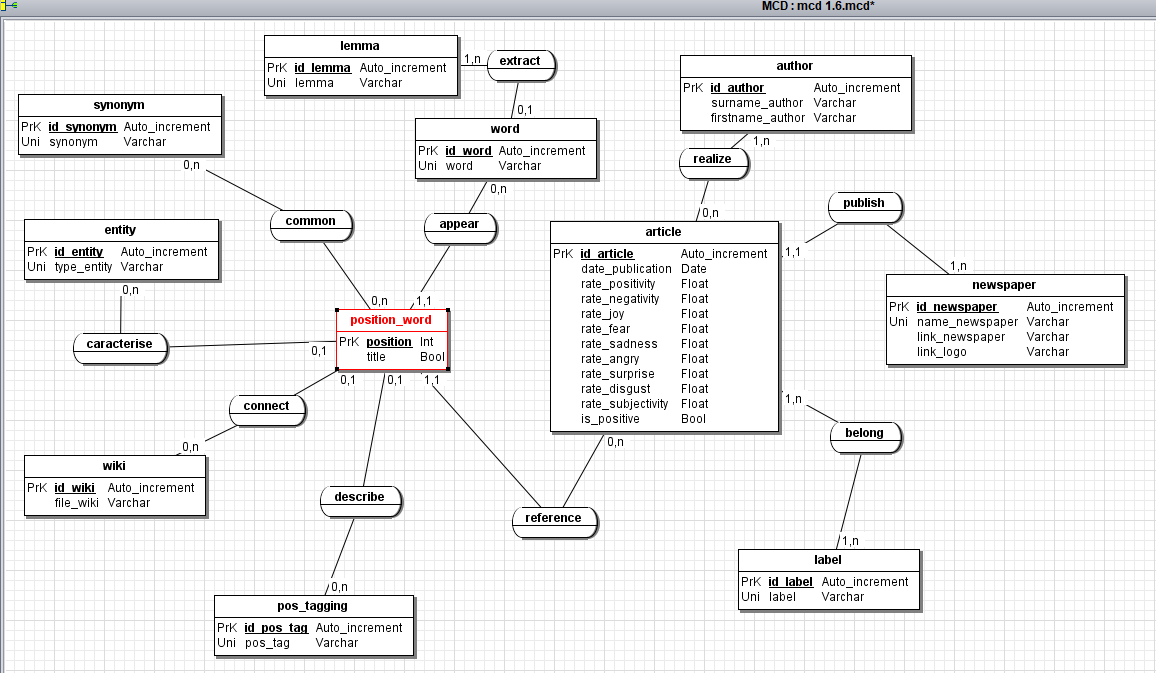 MCD : mcd 1.6.mcd*
lemma
PrK id_lemma Auto_increment
Uni lemma Varchar
1,n
extract
0,1
author
PrK id_author Auto_increment
surname_author Varchar
firstname_author Varchar
1,n
synonym
PrK id_synonym Auto_increment
Uni synonym Varchar
0,n
word
PrK id_word Auto_increment
Uni word Varchar
0,n
realize
0,n
publish
1,1
1,n
common
0,n
appear
1,1
entity
PrK id_entity Auto_increment
Uni type_entity Varchar
0,n
article
PrK id_article Auto_increment
date_publication Date
rate_positivity Float
rate_negativity Float
rate_joy Float
rate_fear Float
rate_sadness Float
rate_angry Float
rate_surprise Float
rate_disgust Float
rate_subjectivity Float
is_positive Bool
newspaper
PrK id_newspaper Auto_increment
Uni name_newspaper Varchar
link_newspaper Varchar
link_logo Varchar
position_word
PrK position Int
title Bool
caracterise
0,1
0,1
0,1
1,1
connect
0,n
1,n
belong
1,n
0,n
wiki
PrK id_wiki Auto_increment
file_wiki Varchar
describe
0,n
reference
label
PrK id_label Auto_increment
Uni label Varchar
pos_tagging
PrK id_pos_tag Auto_increment
Uni pos_tag Varchar